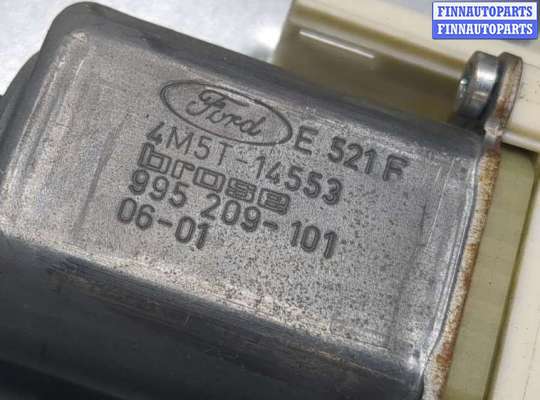 FINNAUTOPARTS
FINNAUTOPARTS
Ford E 521 F
4M5T-14553
brose
995 209-101
06-01